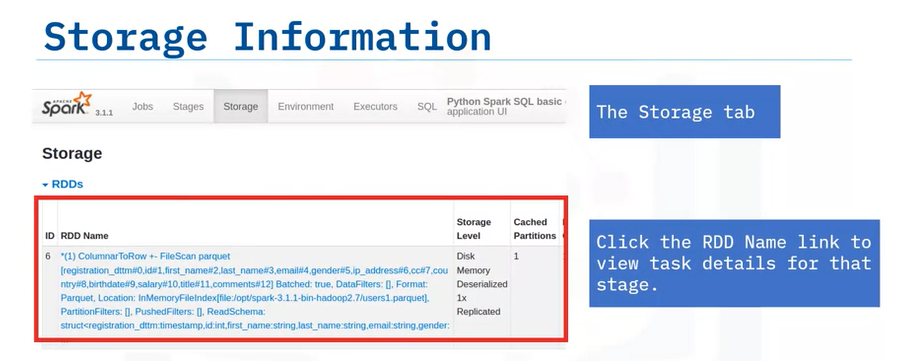 Storage Information
APACHE
Spark 3.1.1 Jobs Stages Storage Environment Executors SQL Python Spark SQL basic
application UI
The Storage tab
Storage
RDDs
ID RDD Name Storage Level Cached Partitions
6 *(1) ColumnarToRow +- FileScan parquet
[registration_dttm#0,id#1,first_name#2,last_name#3,email#4,gender#5,ip_address#6,cc#7,cou
ntry#8,birthdate#9,salary#10,title#11,comments#12] Batched: true, DataFilters: [], Format:
Parquet, Location: InMemoryFileIndex[file:/opt/spark-3.1.1-bin-hadoop2.7/users1.parquet],
PartitionFilters: [], PushedFilters: [], ReadSchema:
struct<registration_dttm:timestamp,id:int,first_name:string,last_name:string,email:string,gender:
Disk
Memory
Deserialized
1x
Replicated
1
Click the RDD Name link to
view task details for that
stage.